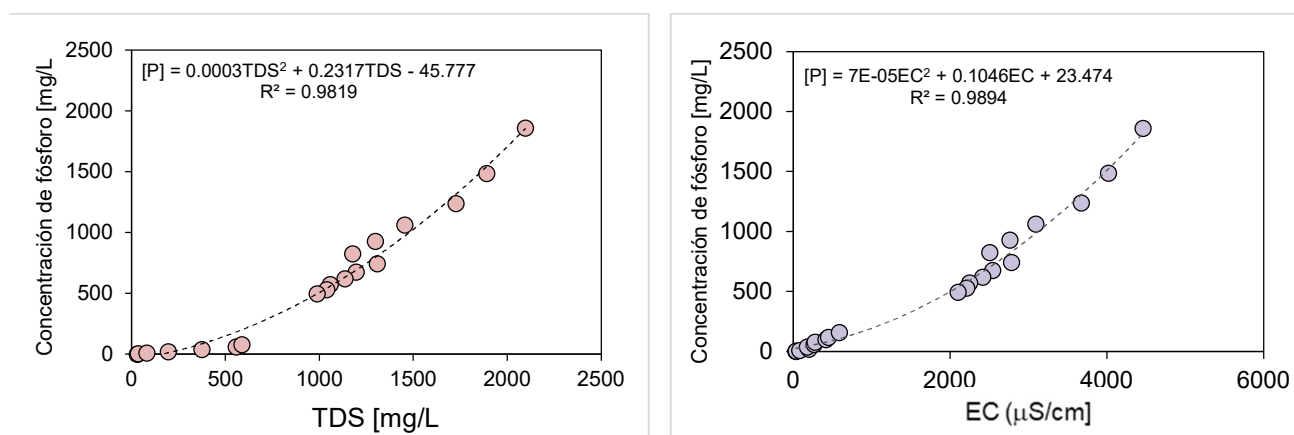 Concentración de fósforo [mg/L
2500
2000
1500
1000
500
0
[P] = 0.0003TDS² + 0.2317TDS - 45.777
R² = 0.9819
0 500 1000 1500 2000 2500
TDS [mg/L
Concentración de fósforo [mg/L]
2500
2000
1500
1000
500
0
[P] = 7E-05EC² + 0.1046EC + 23.474
R² = 0.9894
0 2000 4000 6000
EC (μS/cm]